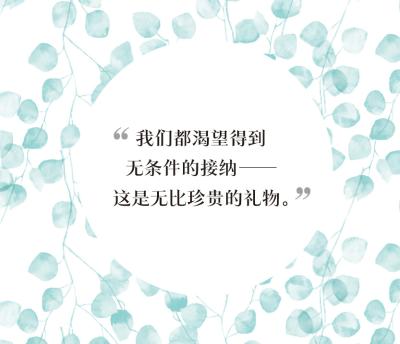 “我们都渴望得到
无条件的接纳——
这是无比珍贵的礼物。”